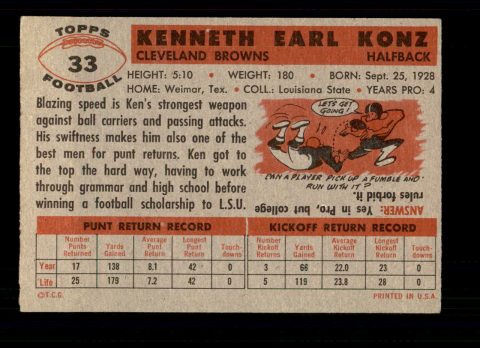 TOPPS
33
FOOTBALL
KENNETH EARL KONZ
CLEVELAND BROWNS HALFBACK
HEIGHT: 5:10 • WEIGHT: 180 • BORN: Sept. 25, 1928
HOME: Weimar, Tex. • COLL.: Louisiana State • YEARS PRO: 4
Blazing speed is Ken's strongest weapon
against ball carriers and passing attacks.
His swiftness makes him also one of the
best men for punt returns. Ken got to
the top the hard way, having to work
through grammar and high school before
winning a football scholarship to L.S.U.
LET'S GET
GOING!
CAN A PLAYER PICK UP A FUMBLE AND
RUN WITH IT?
ANSWER: Yes in Pro, but college
rules forbid it.
PUNT RETURN RECORD KICKOFF RETURN RECORD
Number Punts Returned Yards Gained Average Punt Return Longest Punt Return Touch-downs Number Kickoff Returns Yards Gained Average Kickoff Return Longest Kickoff Return Touch-downs
Year 17 138 8.1 42 0 3 66 22.0 23 0
Life 25 179 7.2 42 0 5 119 23.8 28 0
©T.C.G. PRINTED IN U.S.A.